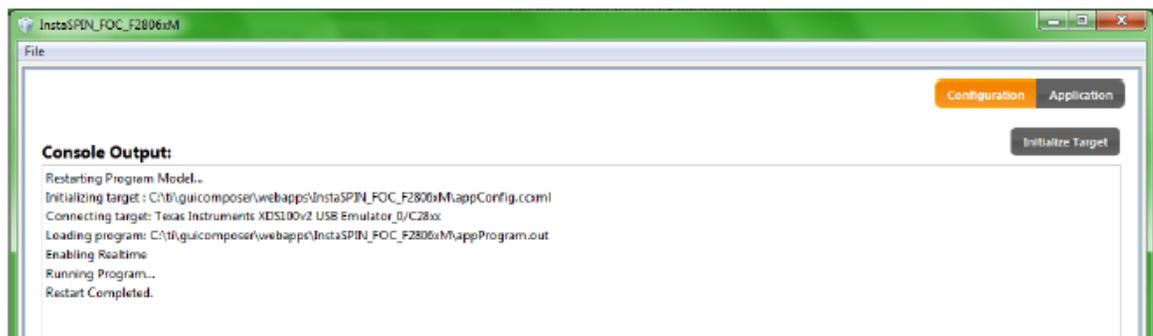 InstaSPIN_FOC_F2806xM
File
Configuration Application
Initialize Target
Console Output:
Restarting Program Model...
Initializing target : C:\ti\guicomposer\webapps\InstaSPIN_FOC_F2806xM\appConfig.ccxml
Connecting target: Texas Instruments XDS100v2 USB Emulator_0/C28xx
Loading program: C:\ti\guicomposer\webapps\InstaSPIN_FOC_F2806xM\appProgram.out
Enabling Realtime
Running Program...
Restart Completed.